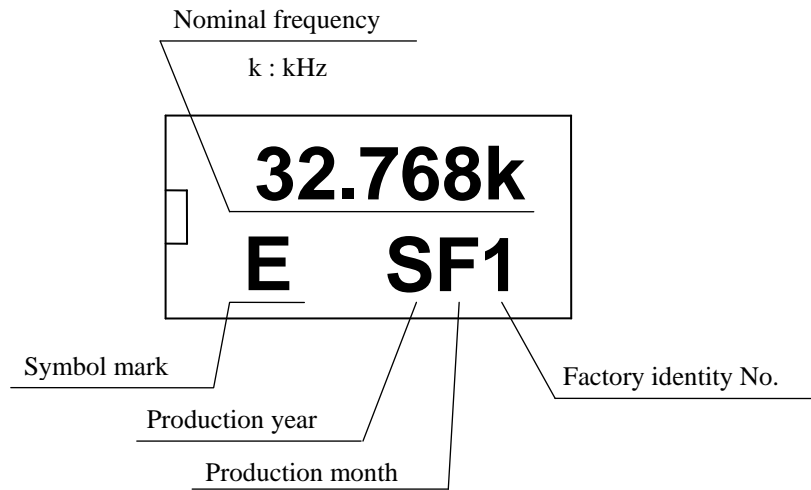 Nominal frequency
k : kHz
32.768k
E SF1
Symbol mark
Factory identity No.
Production year
Production month